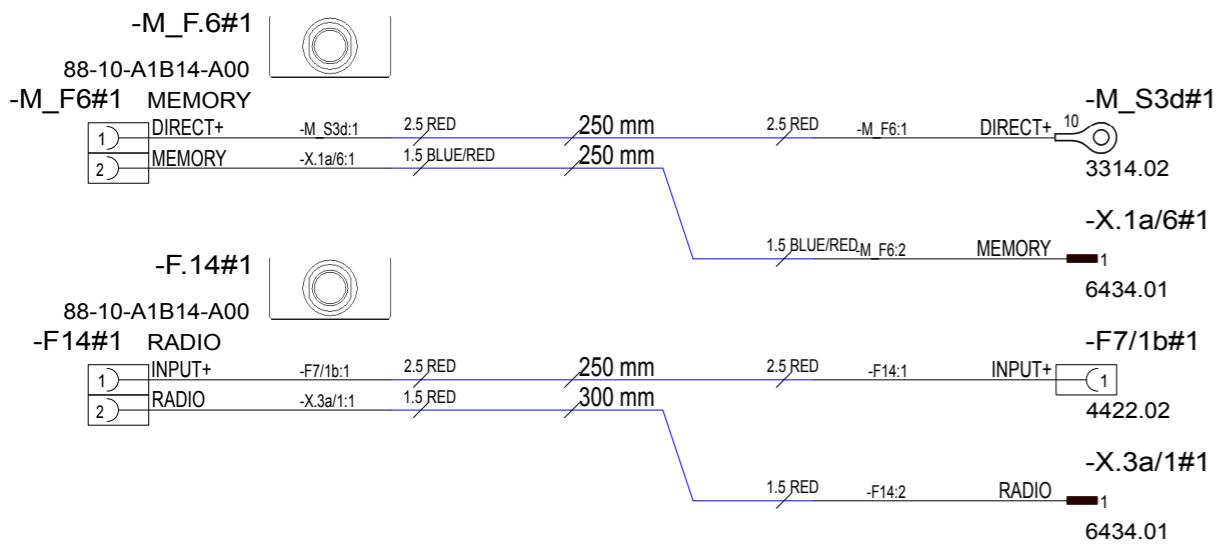 -M_F.6#1
88-10-A1B14-A00
-M_F6#1 MEMORY -M_S3d#1
1 DIRECT+ -M_S3d:1 2.5 RED 250 mm 2.5 RED -M_F6:1 DIRECT+ 10
2 MEMORY -X.1a/6:1 1.5 BLUE/RED 250 mm 3314.02
-X.1a/6#1
1.5 BLUE/RED -M_F6:2 MEMORY 1
-F.14#1 6434.01
88-10-A1B14-A00
-F14#1 RADIO -F7/1b#1
1 INPUT+ -F7/1b:1 2.5 RED 250 mm 2.5 RED -F14:1 INPUT+ 1
2 RADIO -X.3a/1:1 1.5 RED 300 mm 4422.02
-X.3a/1#1
1.5 RED -F14:2 RADIO 1
6434.01